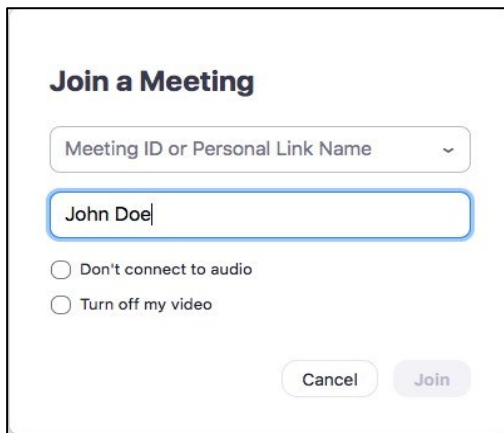 Join a Meeting
Meeting ID or Personal Link Name
John Doe
Don't connect to audio
Turn off my video
Cancel Join